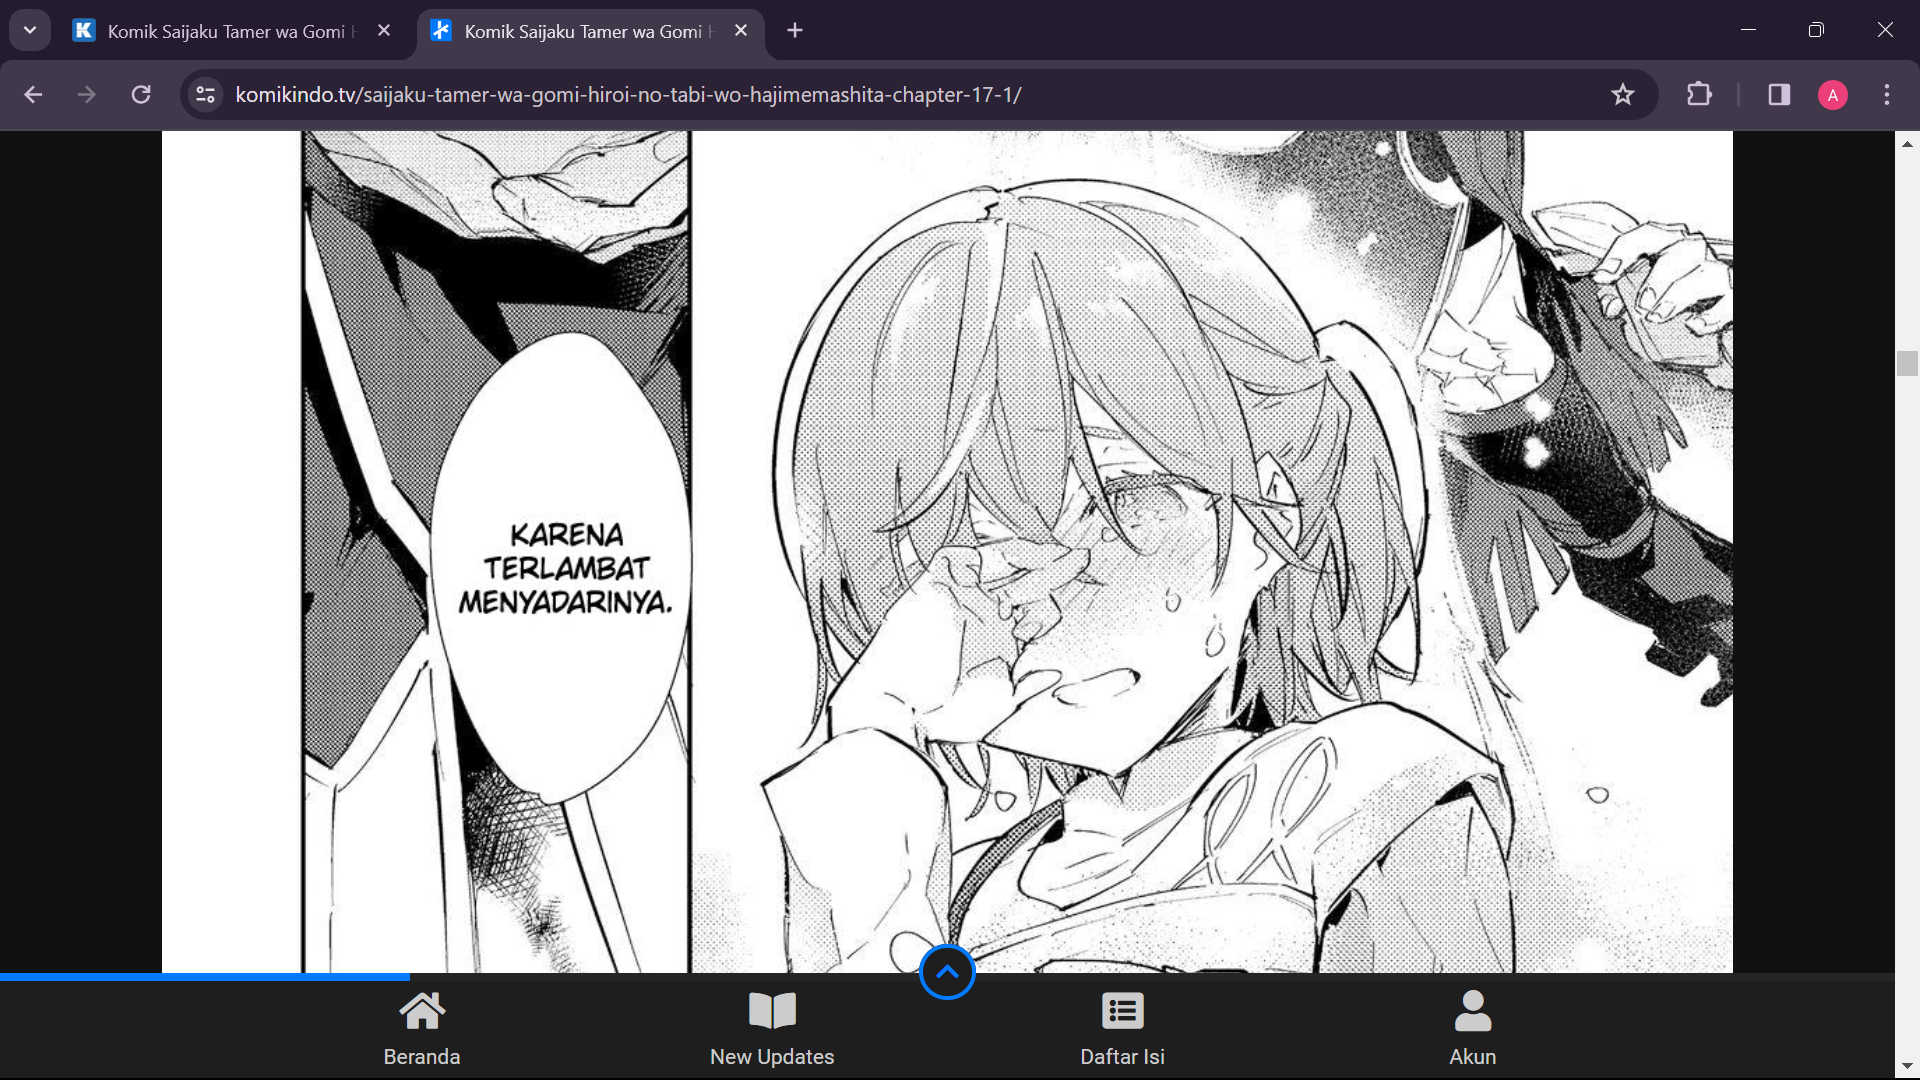 Komik Saijaku Tamer wa Gomi
Komik Saijaku Tamer wa Gomi
komikindo.tv/saijaku-tamer-wa-gomi-hiroi-no-tabi-wo-hajimemashita-chapter-17-1/
A
KARENA
TERLAMBAT
MENYADARINYA.
Beranda
New Updates
Daftar Isi
Akun